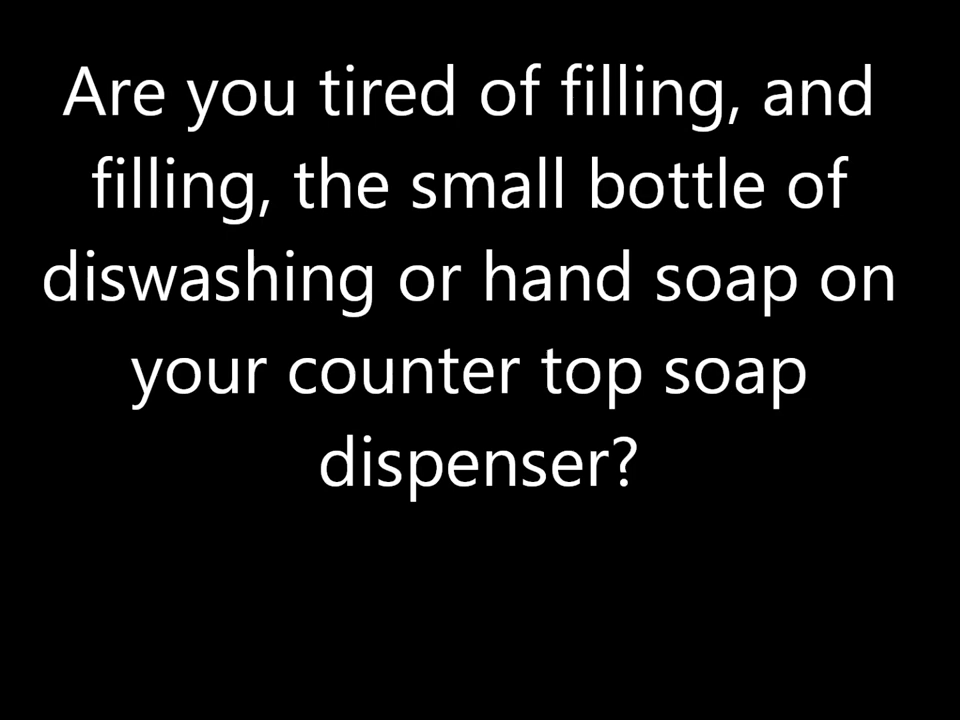 Are you tired of filling, and
filling, the small bottle of
diswashing or hand soap on
your counter top soap
dispenser?